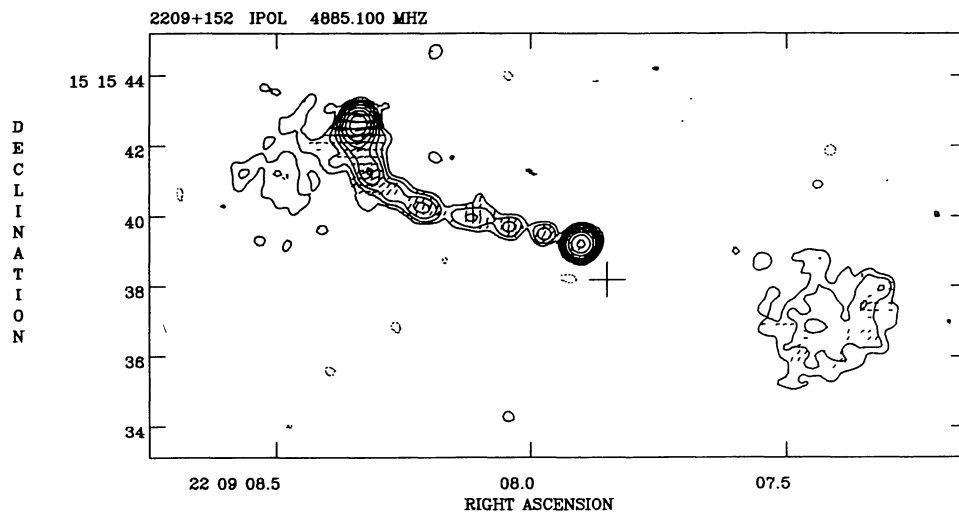 2209+152 IPOL 4885.100 MHZ
15 15 44
42
40
38
36
34
DECLINATION
22 09 08.5 08.0 07.5
RIGHT ASCENSION